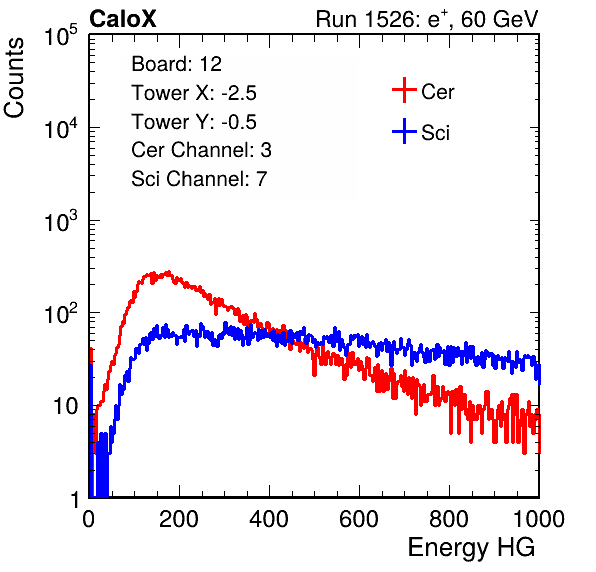 CaloX Run 1526: e⁺, 60 GeV
Board: 12
Tower X: -2.5
Tower Y: -0.5
Cer Channel: 3
Sci Channel: 7
Cer
Sci
Counts
10⁵
10⁴
10³
10²
10
1
0 200 400 600 800 1000
Energy HG